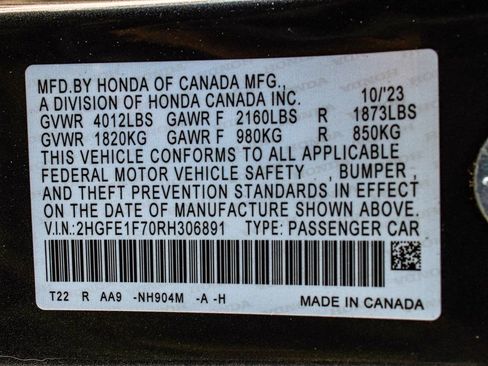 MFD.BY HONDA OF CANADA MFG.,
A DIVISION OF HONDA CANADA INC. 10/'23
GVWR 4012LBS GAWR F 2160LBS R 1873LBS
GVWR 1820KG GAWR F 980KG R 850KG
THIS VEHICLE CONFORMS TO ALL APPLICABLE
FEDERAL MOTOR VEHICLE SAFETY , BUMPER ,
AND THEFT PREVENTION STANDARDS IN EFFECT
ON THE DATE OF MANUFACTURE SHOWN ABOVE.
V.I.N.:2HGFE1F70RH306891 TYPE: PASSENGER CAR
T22 R AA9 -NH904M -A -H
MADE IN CANADA